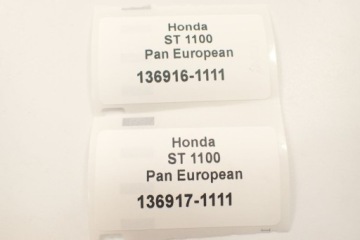 Honda
ST 1100
Pan European
136916-1111
Honda
ST 1100
Pan European
136917-1111